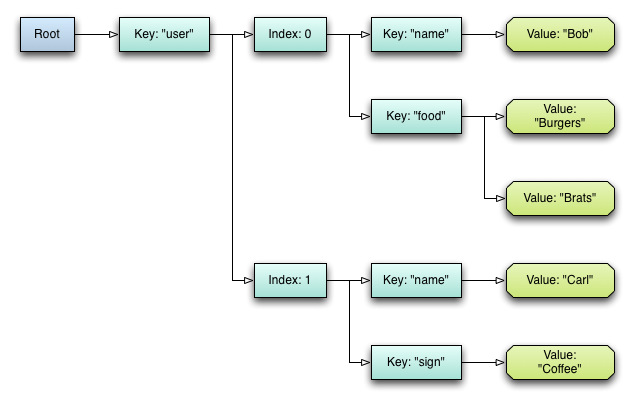 Root
Key: "user"
Index: 0
Key: "name"
Value: "Bob"
Key: "food"
Value:
"Burgers"
Value: "Brats"
Index: 1
Key: "name"
Value: "Carl"
Key: "sign"
Value:
"Coffee"